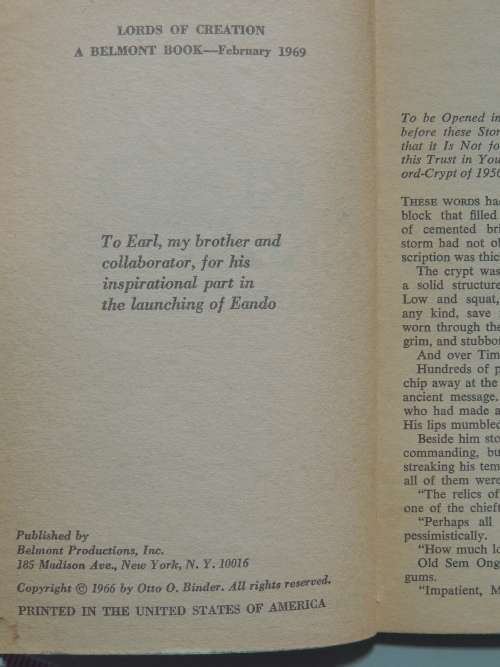 LORDS OF CREATION
A BELMONT BOOK—February 1969
To Earl, my brother and
collaborator, for his
inspirational part in
the launching of Eando
Published by
Belmont Productions, Inc.
185 Madison Ave., New York, N. Y. 10016
Copyright © 1966 by Otto O. Binder. All rights reserved.
PRINTED IN THE UNITED STATES OF AMERICA
To be Opened in
before these Stor
that it Is Not fo
this Trust in You
ord-Crypt of 1950
THESE WORDS had
block that filled
of cemented bri
storm had not ob
scription was thic
The crypt was
a solid structure
Low and squat,
any kind, save
worn through the
grim, and stubbor
And over Tim
Hundreds of p
chip away at the
ancient message.
who had made a
His lips mumbled
Beside him sto
commanding, bu
streaking his tem
all of them were
"The relics of
one of the chieft
"Perhaps all
pessimistically.
"How much lo
Old Sem Ong
gums.
"Impatient, M